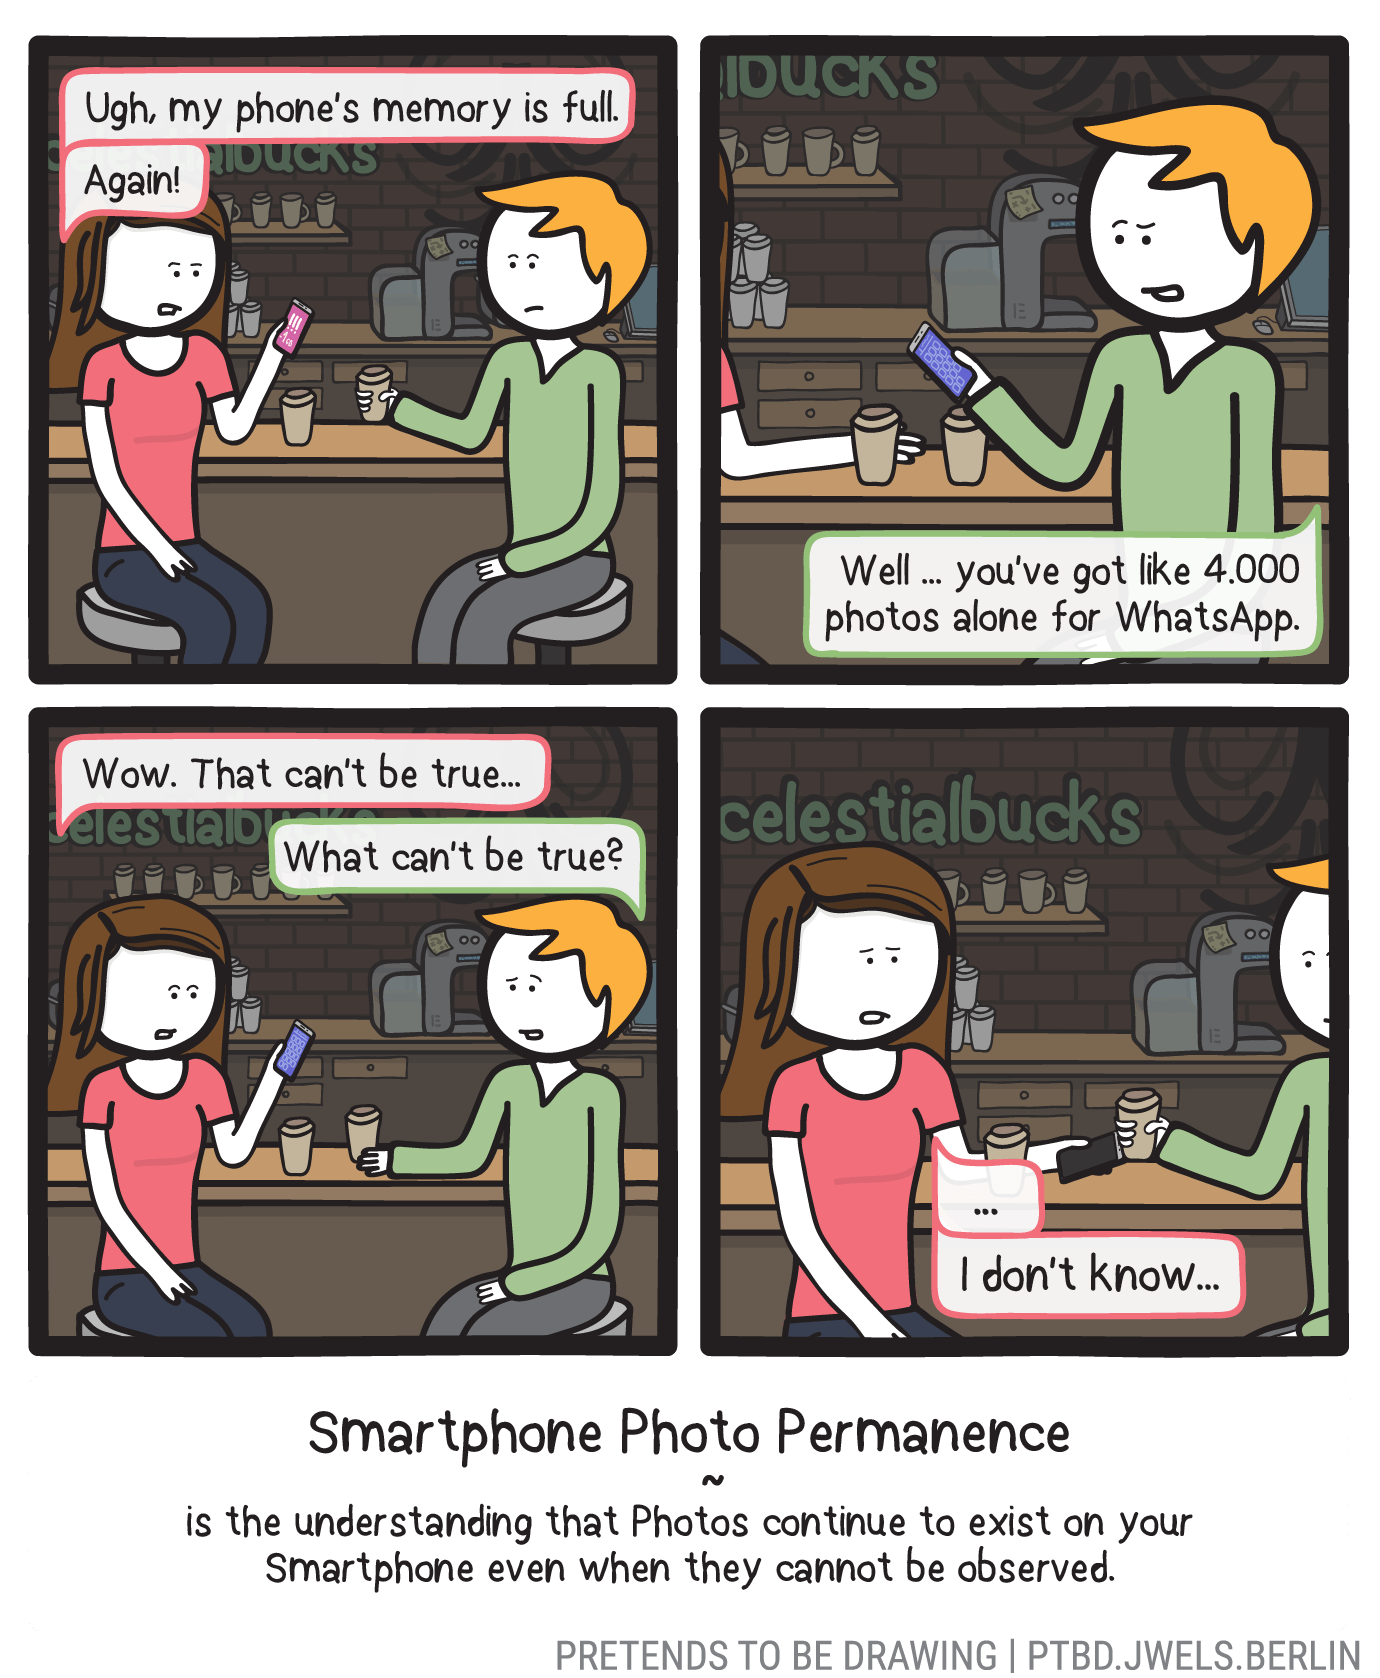 Ugh, my phone's memory is full.
Again!
celestialbucks
albucks
Well ... you've got like 4.000
photos alone for WhatsApp.
Wow. That can't be true...
celestialbucks
What can't be true?
celestialbucks
...
I don't know...
Smartphone Photo Permanence
~
is the understanding that Photos continue to exist on your
Smartphone even when they cannot be observed.
PRETENDS TO BE DRAWING | PTBD.JWELS.BERLIN